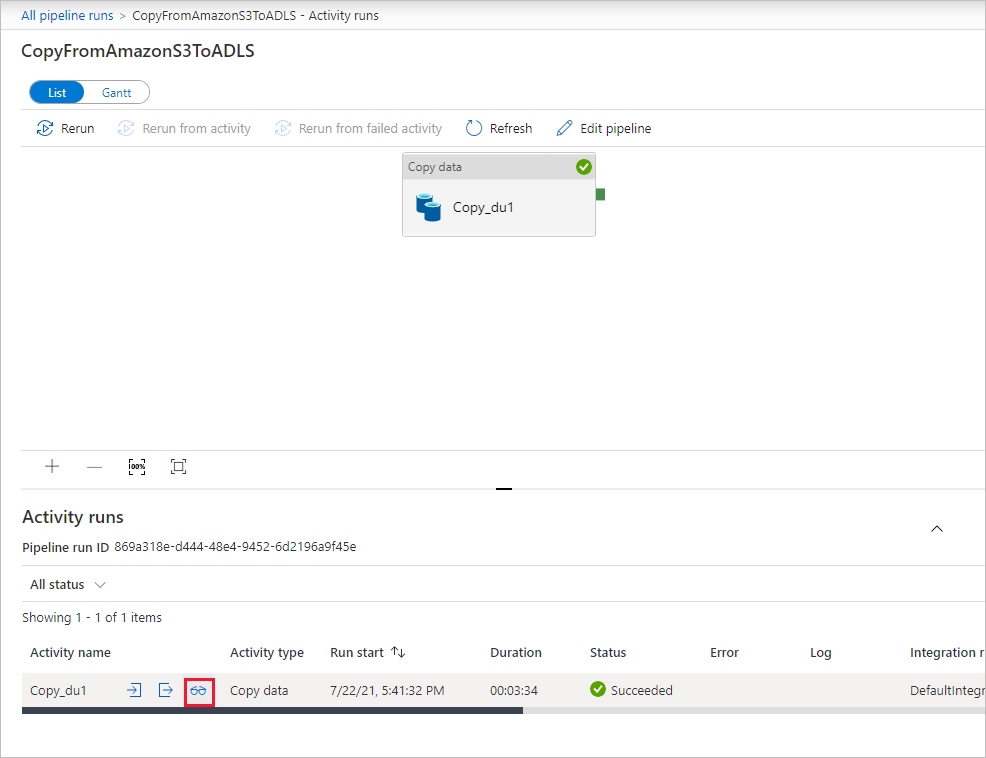 All pipeline runs > CopyFromAmazonS3ToADLS - Activity runs
CopyFromAmazonS3ToADLS
List Gantt
Rerun Rerun from activity Rerun from failed activity Refresh Edit pipeline
Copy data
Copy_du1
100%
Activity runs
Pipeline run ID 869a318e-d444-48e4-9452-6d2196a9f45e
All status
Showing 1 - 1 of 1 items
Activity name Activity type Run start Duration Status Error Log Integration r
Copy_du1 Copy data 7/22/21, 5:41:32 PM 00:03:34 Succeeded DefaultIntegr